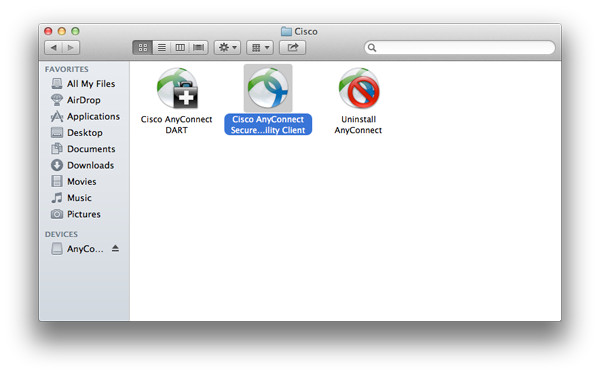 Cisco
FAVORITES
All My Files
AirDrop
Applications
Desktop
Documents
Downloads
Movies
Music
Pictures
DEVICES
AnyCo...
Cisco AnyConnect
DART
Cisco AnyConnect
Secure...ility Client
Uninstall
AnyConnect